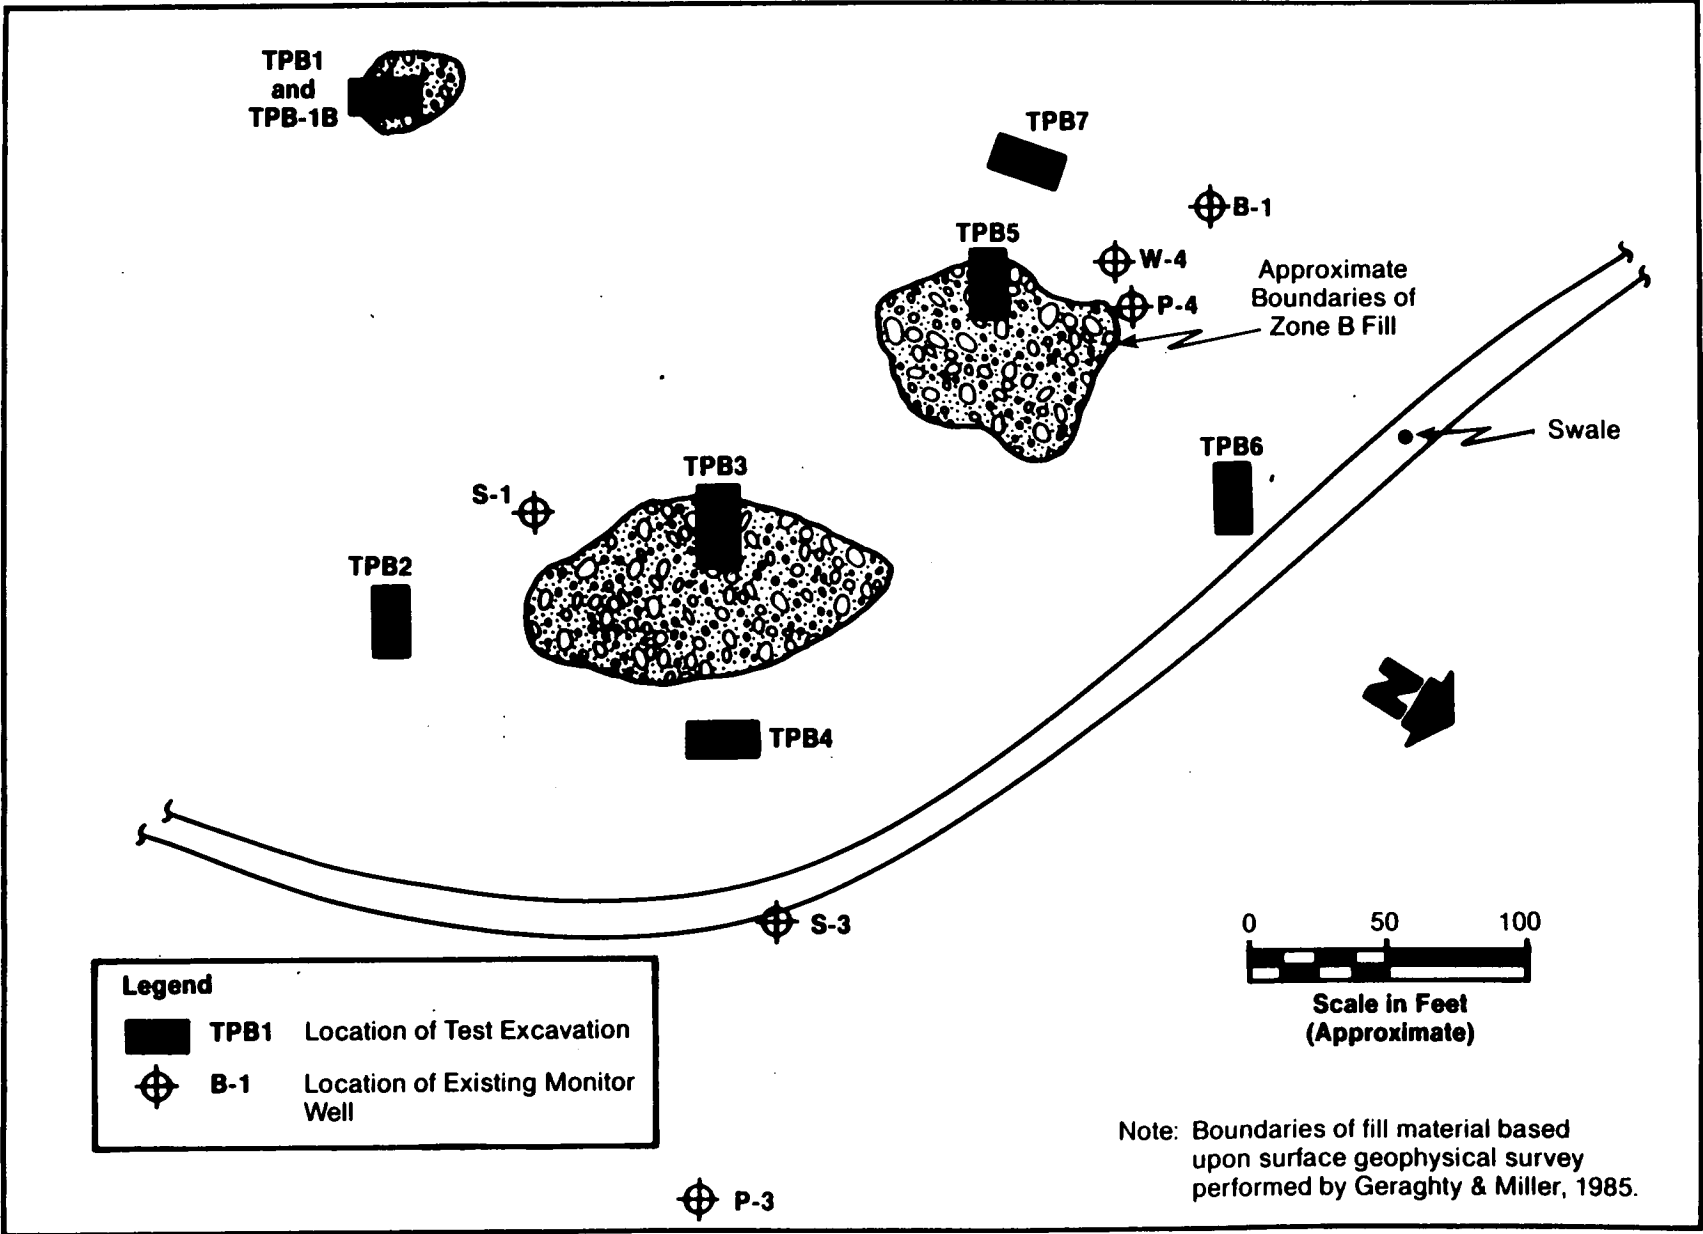 TPB1
and
TPB-1B
TPB7
B-1
TPB5
W-4
P-4
Approximate
Boundaries of
Zone B Fill
Swale
TPB6
TPB3
S-1
TPB2
TPB4
N
S-3
0 50 100
Scale in Feet
(Approximate)
Legend
TPB1 Location of Test Excavation
B-1 Location of Existing Monitor
Well
Note: Boundaries of fill material based
upon surface geophysical survey
performed by Geraghty & Miller, 1985.
P-3